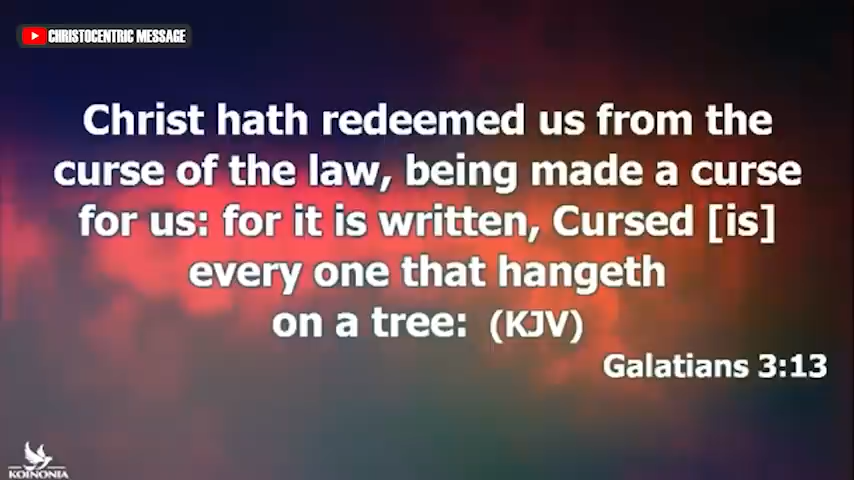 CHRISTOCENTRIC MESSAGE
Christ hath redeemed us from the
curse of the law, being made a curse
for us: for it is written, Cursed [is]
every one that hangeth
on a tree: (KJV)
Galatians 3:13
KOINONIA